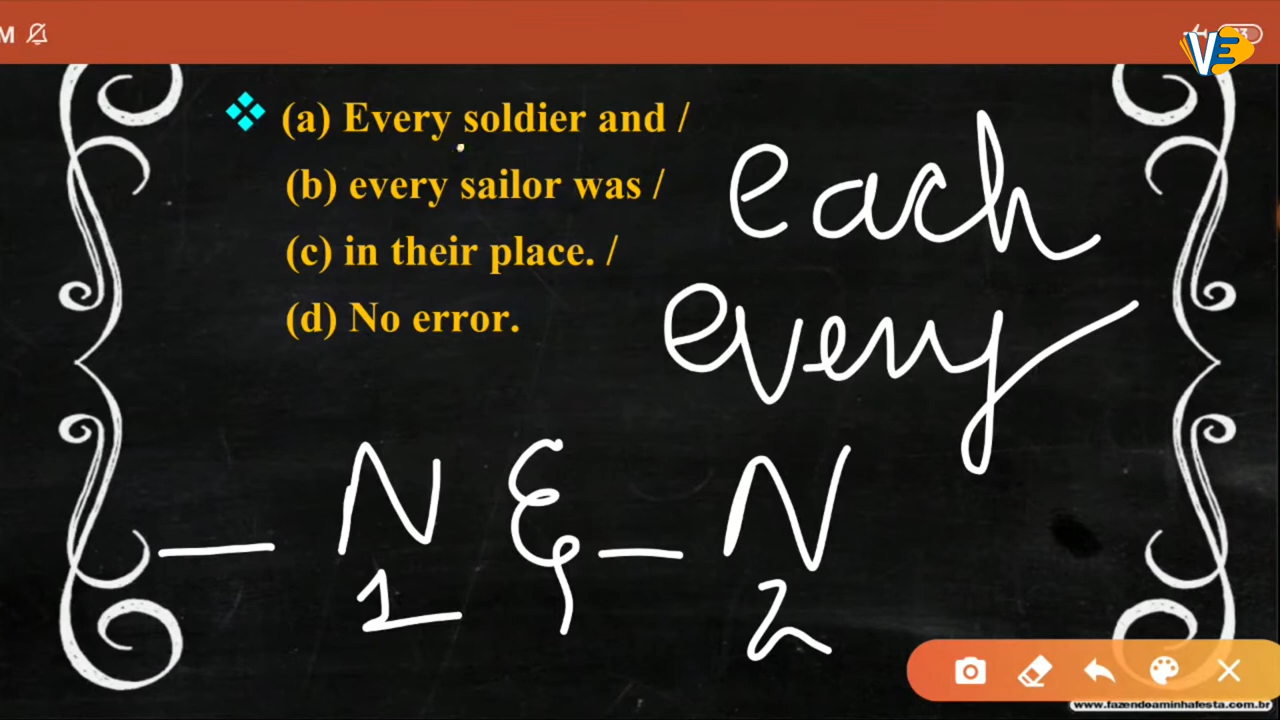 M
VE
(a) Every soldier and /
(b) every sailor was /
(c) in their place. /
(d) No error.
each
every
N & N
1 2
www.fazendoaminhafesta.com.br